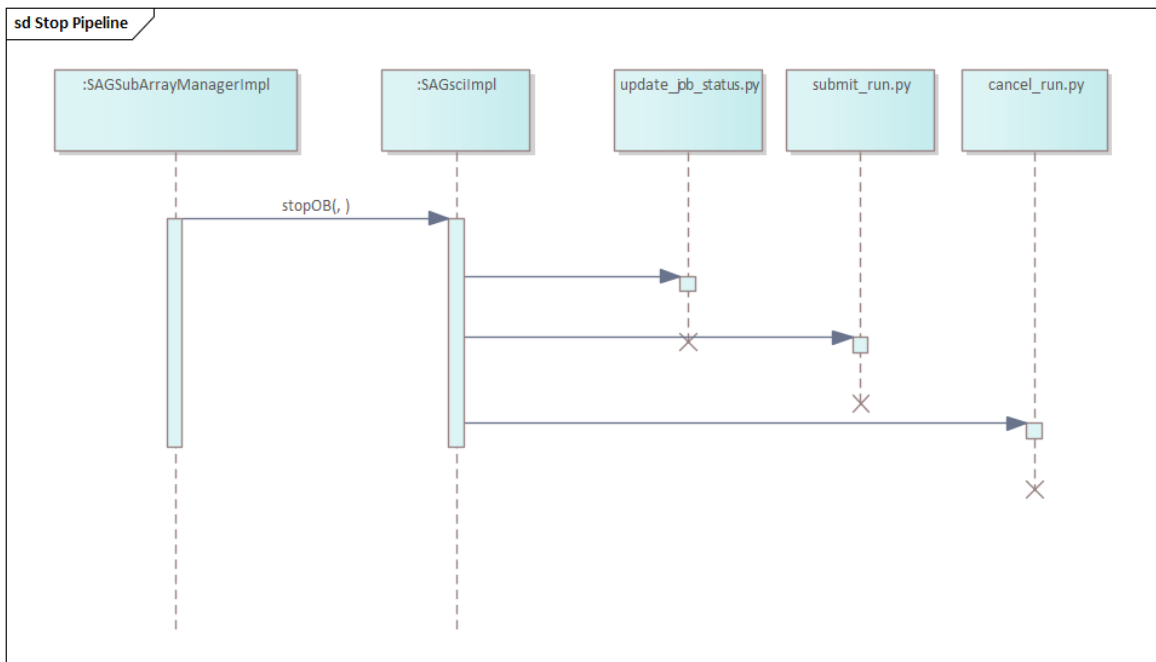 sd Stop Pipeline
:SAGSubArrayManagerImpl
:SAGsciImpl
update_job_status.py
submit_run.py
cancel_run.py
stopOB(, )